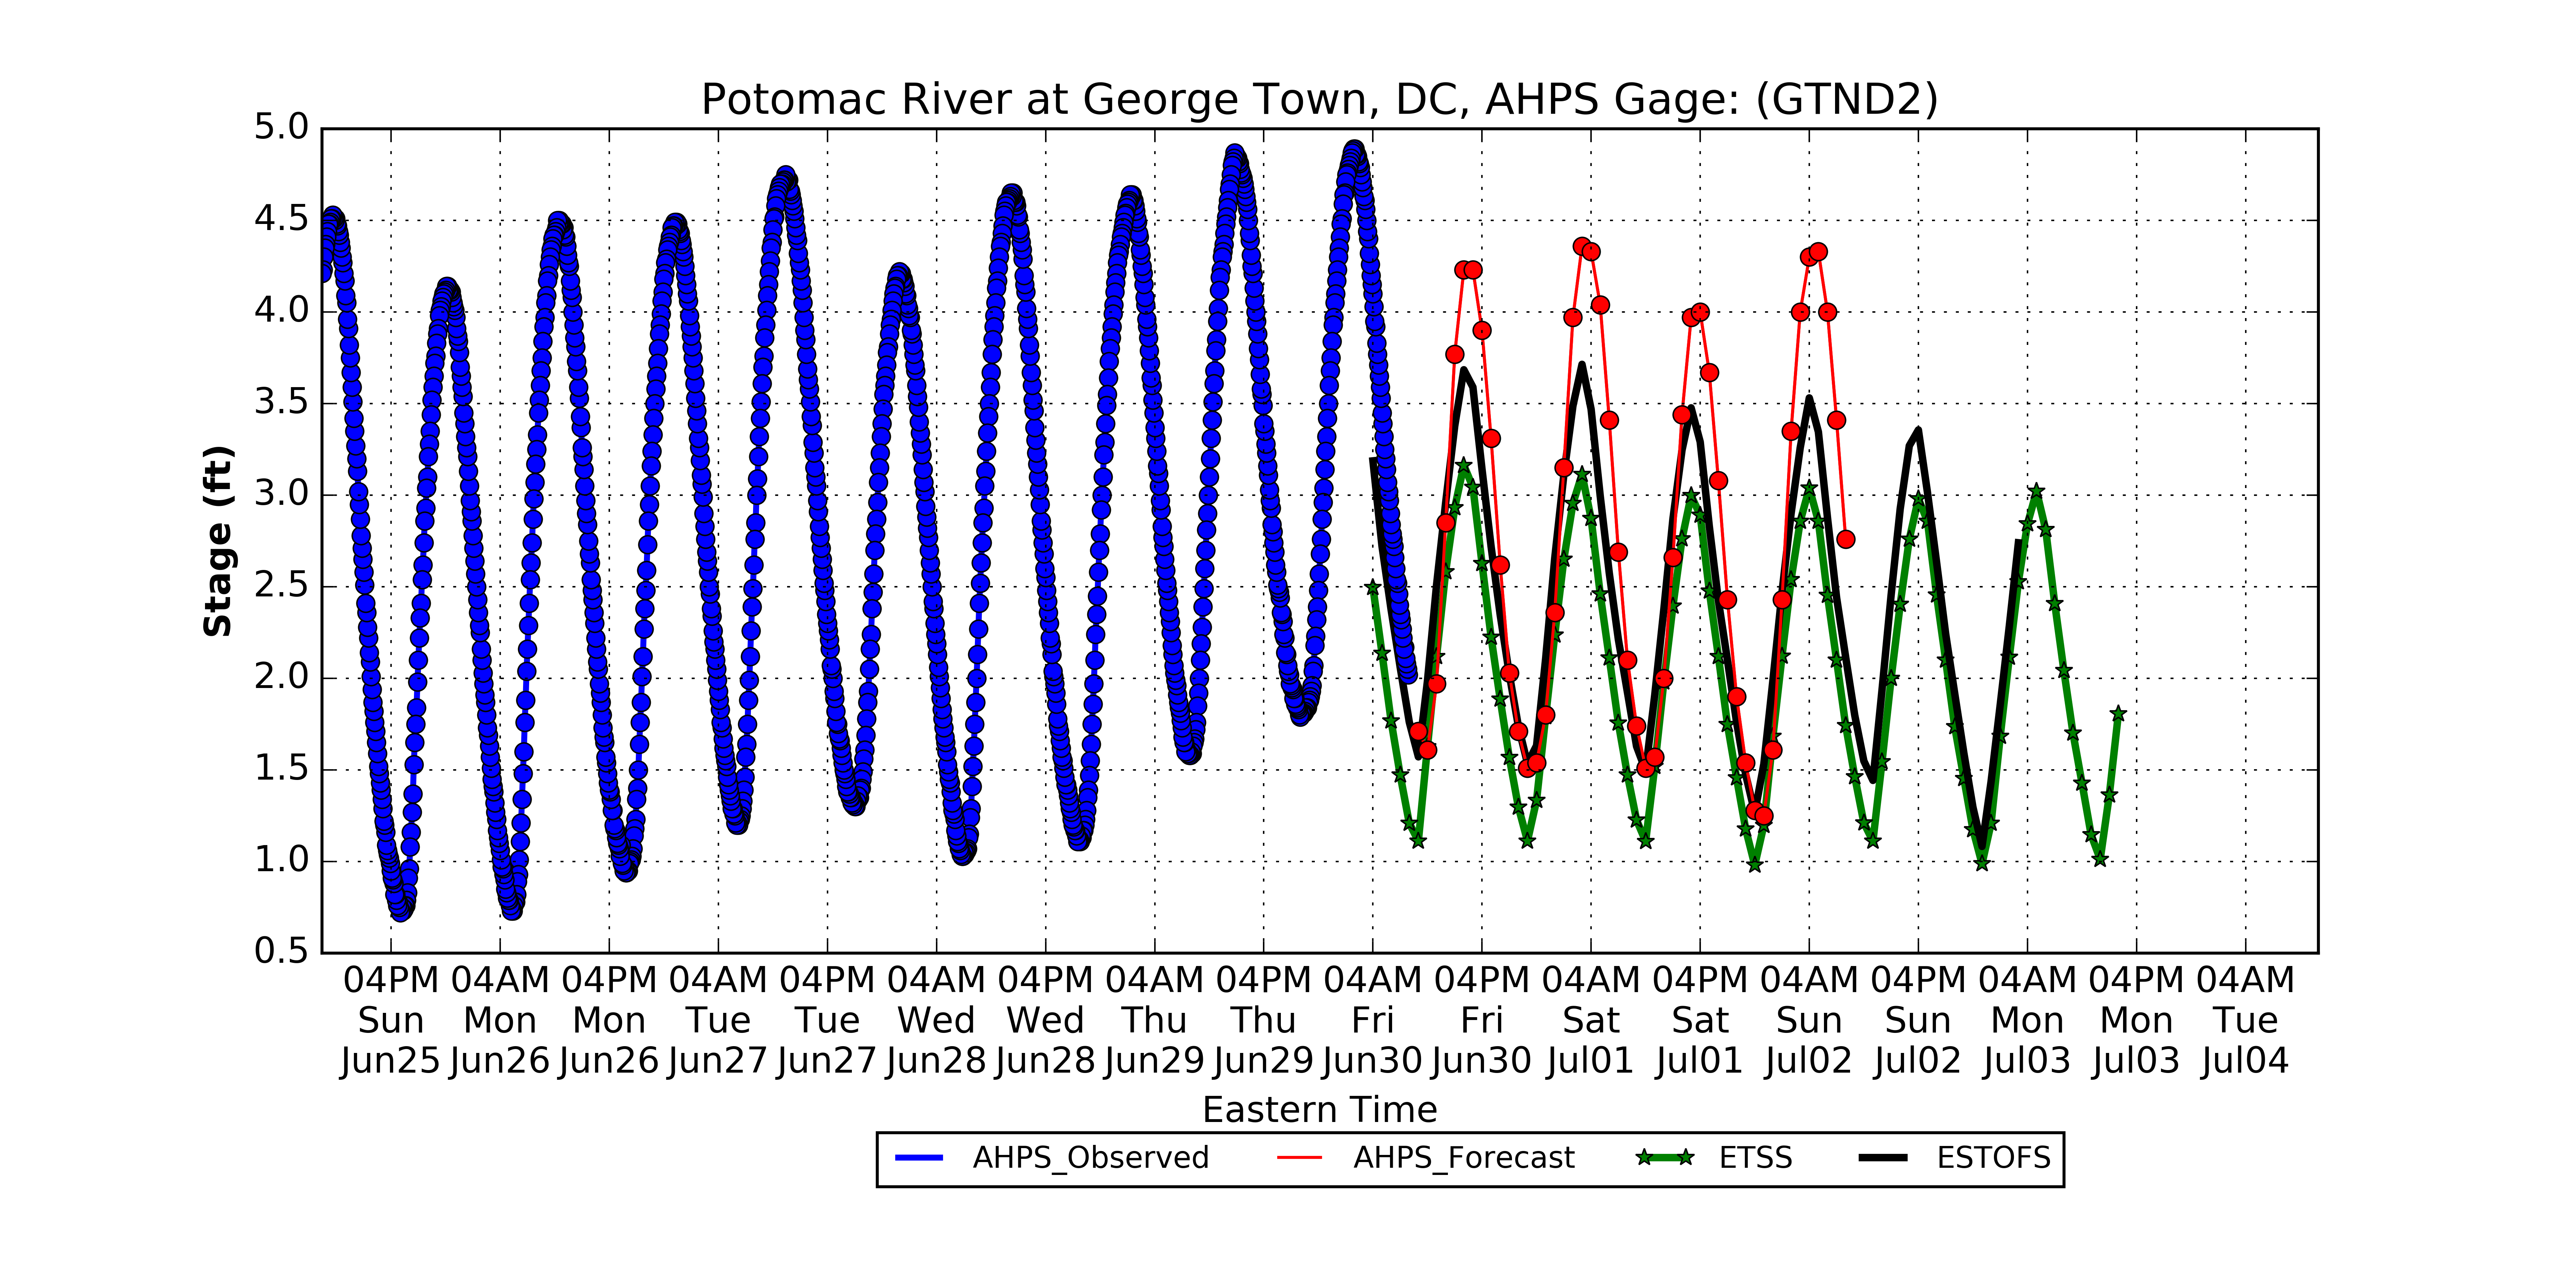 Potomac River at George Town, DC, AHPS Gage: (GTND2)
5.0
4.5
4.0
3.5
3.0
2.5
2.0
1.5
1.0
0.5
Stage (ft)
04PM 04AM 04PM 04AM 04PM 04AM 04PM 04AM 04PM 04AM 04PM 04AM 04PM 04AM 04PM 04AM 04PM 04AM
Sun Mon Mon Tue Tue Wed Wed Thu Thu Fri Fri Sat Sat Sun Sun Mon Mon Tue
Jun25 Jun26 Jun26 Jun27 Jun27 Jun28 Jun28 Jun29 Jun29 Jun30 Jun30 Jul01 Jul01 Jul02 Jul02 Jul03 Jul03 Jul04
Eastern Time
AHPS_Observed AHPS_Forecast ETSS ESTOFS